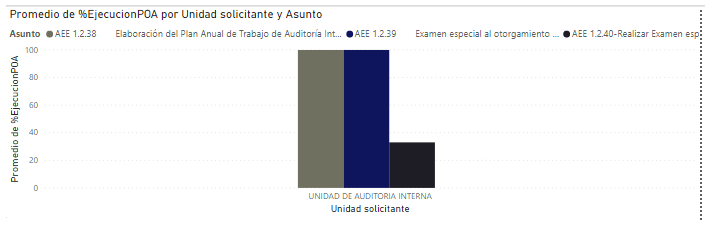 Promedio de %EjecucionPOA por Unidad solicitante y Asunto
Asunto AEE 1.2.38 Elaboración del Plan Anual de Trabajo de Auditoría Int... AEE 1.2.39 Examen especial al otorgamiento ... AEE 1.2.40-Realizar Examen esp
Promedio de %EjecucionPOA
100
80
60
40
20
0
UNIDAD DE AUDITORIA INTERNA
Unidad solicitante